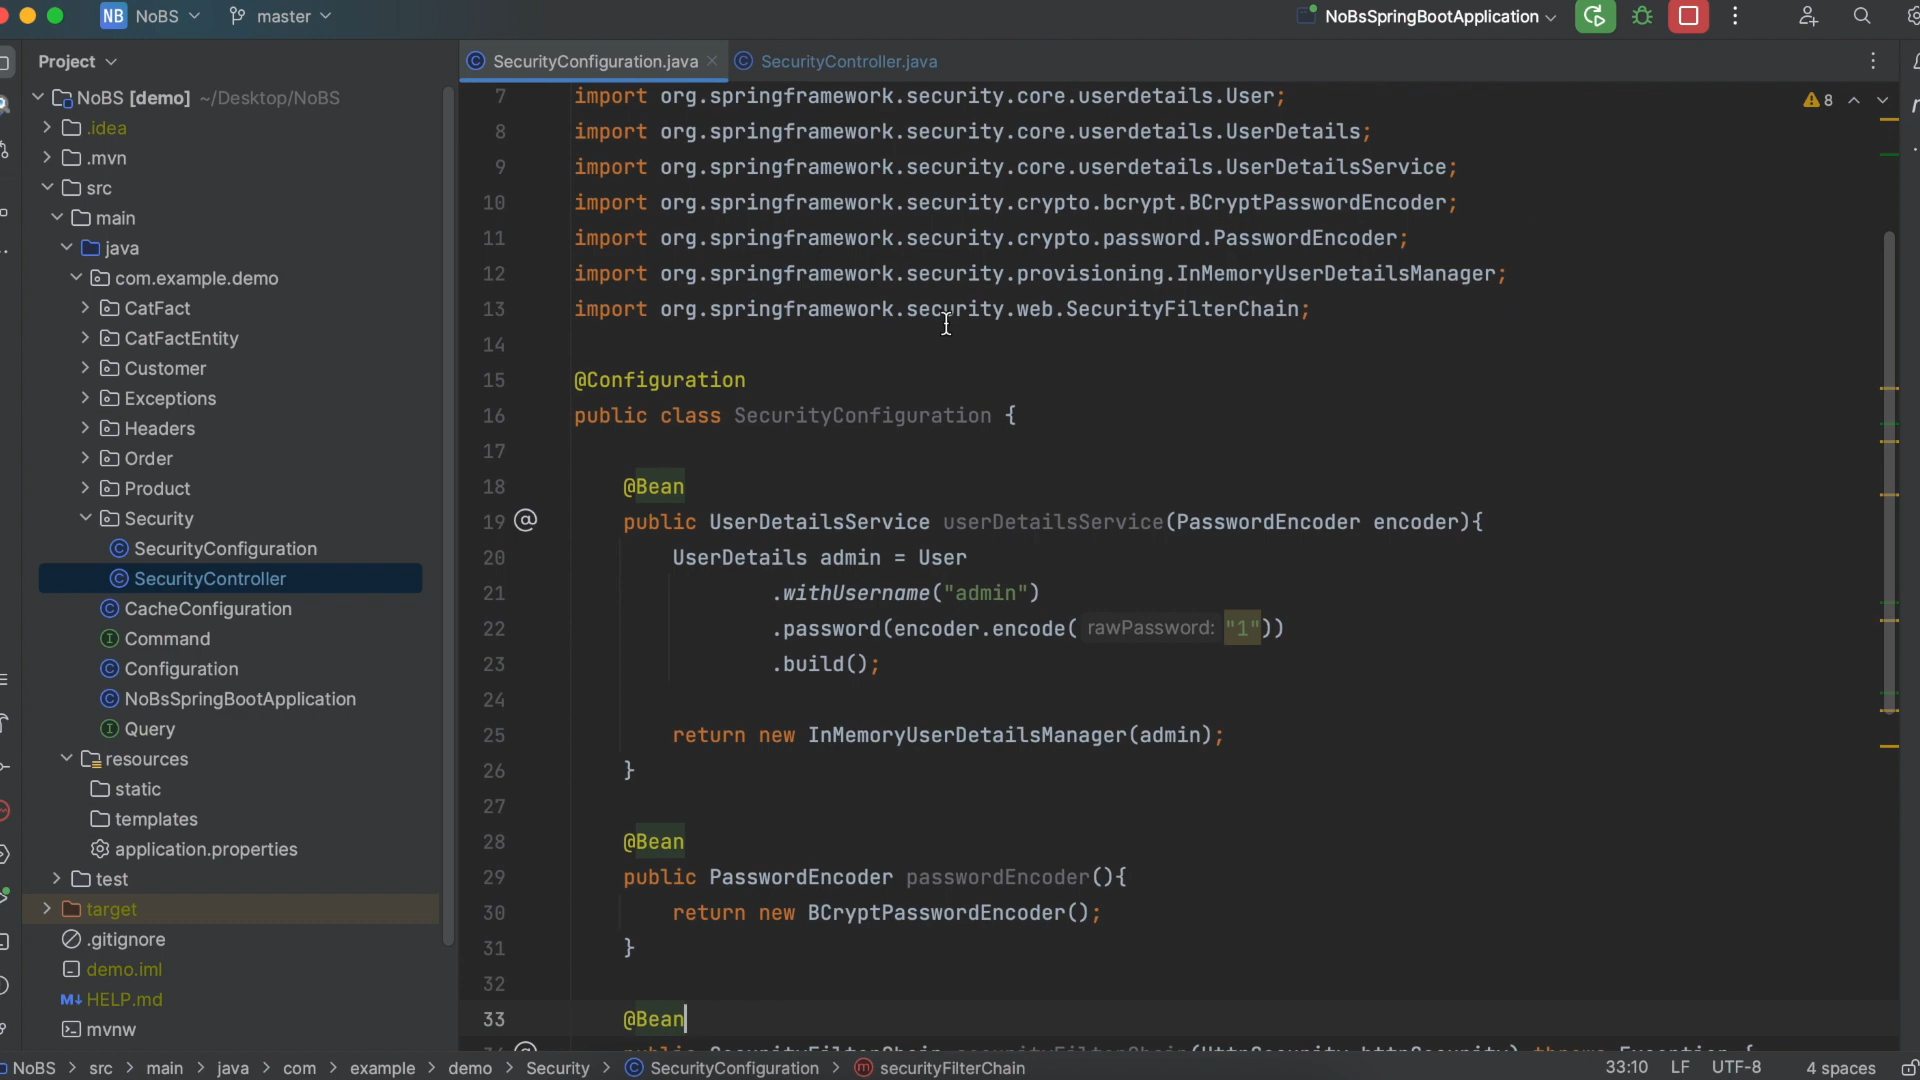 NB NoBS master NoBsSpringBootApplication
Project
SecurityConfiguration.java SecurityController.java
NoBS [demo] ~/Desktop/NoBS
.idea
.mvn
src
main
java
com.example.demo
CatFact
CatFactEntity
Customer
Exceptions
Headers
Order
Product
Security
SecurityConfiguration
SecurityController
CacheConfiguration
Command
Configuration
NoBsSpringBootApplication
Query
resources
static
templates
application.properties
test
target
.gitignore
demo.iml
HELP.md
mvnw
8
7 import org.springframework.security.core.userdetails.User;
8 import org.springframework.security.core.userdetails.UserDetails;
9 import org.springframework.security.core.userdetails.UserDetailsService;
10 import org.springframework.security.crypto.bcrypt.BCryptPasswordEncoder;
11 import org.springframework.security.crypto.password.PasswordEncoder;
12 import org.springframework.security.provisioning.InMemoryUserDetailsManager;
13 import org.springframework.security.web.SecurityFilterChain;
14
15 @Configuration
16 public class SecurityConfiguration {
17
18 @Bean
19 public UserDetailsService userDetailsService(PasswordEncoder encoder){
20 UserDetails admin = User
21 .withUsername("admin")
22 .password(encoder.encode( rawPassword: "1"))
23 .build();
24
25 return new InMemoryUserDetailsManager(admin);
26 }
27
28 @Bean
29 public PasswordEncoder passwordEncoder(){
30 return new BCryptPasswordEncoder();
31 }
32
33 @Bean
public SecurityFilterChain securityFilterChain(HttpSecurity httpSecurity) throws Exception {
NoBS > src > main > java > com > example > demo > Security > SecurityConfiguration > securityFilterChain 33:10 LF UTF-8 4 spaces